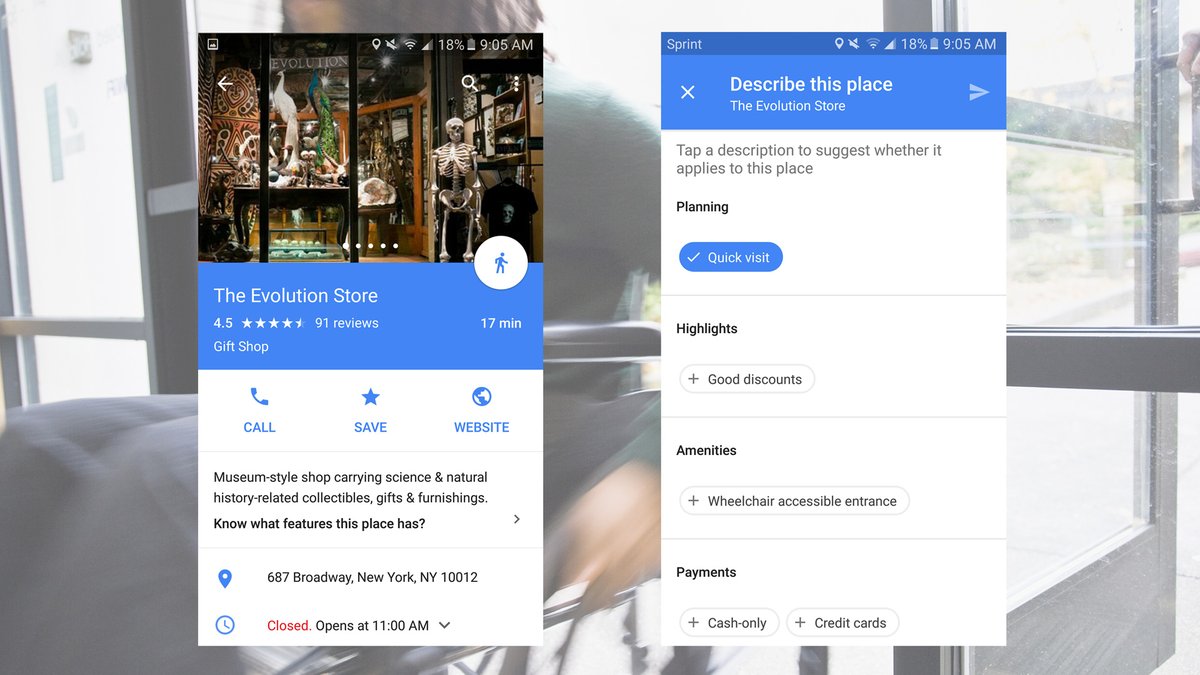 18% 9:05 AM
EVOLUTION
The Evolution Store
4.5 91 reviews 17 min
Gift Shop
CALL SAVE WEBSITE
Museum-style shop carrying science & natural
history-related collectibles, gifts & furnishings.
Know what features this place has?
687 Broadway, New York, NY 10012
Closed. Opens at 11:00 AM
Sprint 18% 9:05 AM
Describe this place
The Evolution Store
Tap a description to suggest whether it
applies to this place
Planning
Quick visit
Highlights
Good discounts
Amenities
Wheelchair accessible entrance
Payments
Cash-only Credit cards